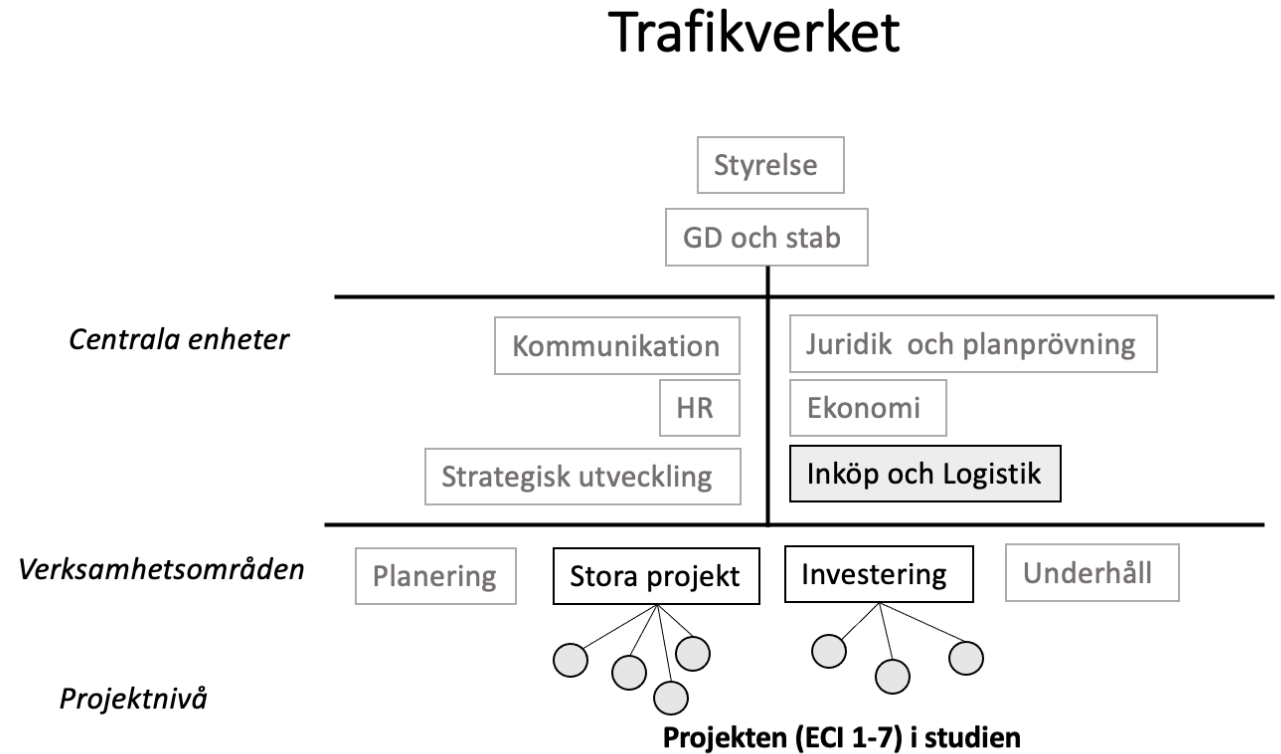 Trafikverket
Styrelse
GD och stab
Centrala enheter
Kommunikation
Juridik och planprövning
HR
Ekonomi
Strategisk utveckling
Inköp och Logistik
Verksamhetsområden
Planering
Stora projekt
Investering
Underhåll
Projektnivå
Projekten (ECI 1-7) i studien